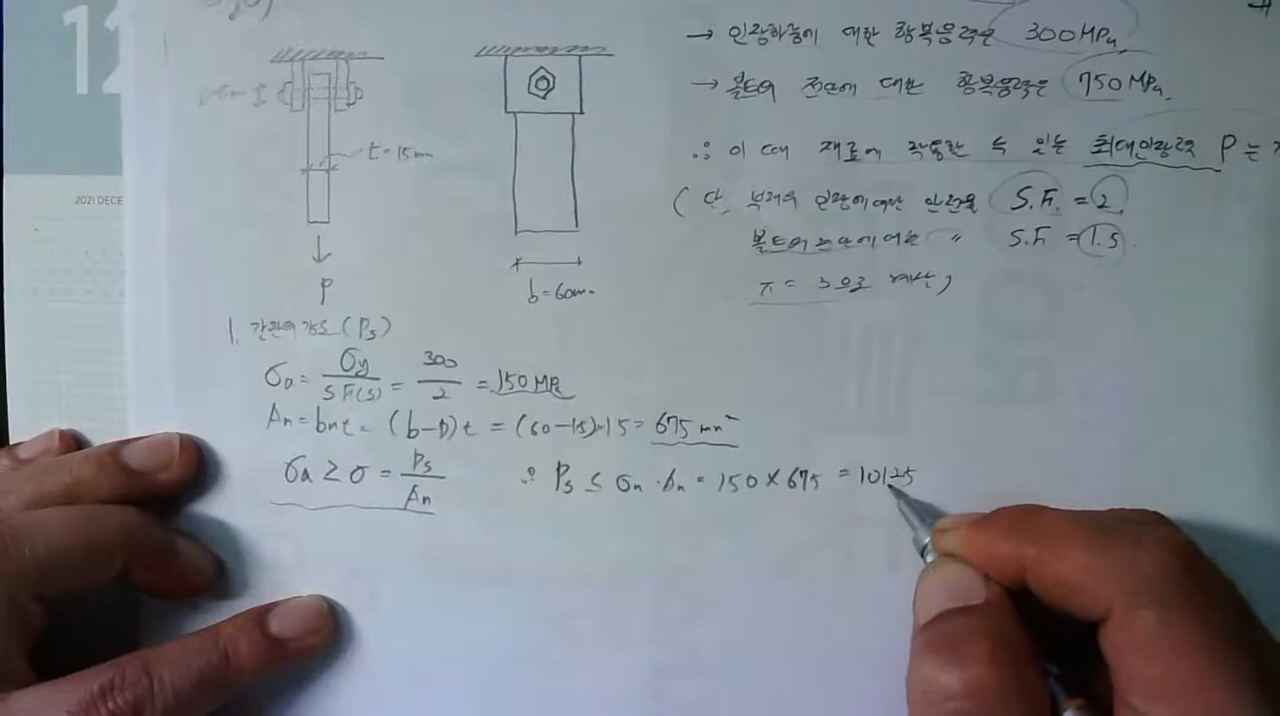 12
2021 DECE
→ 인장하중에 대한 항복응력은 300MPa
→ 볼트의 전단에 대한 항복응력은 750MPa
∴ 이 때 재료에 작용할 수 있는 최대인장력 P는
t=15mm
(단, 부재의 인장에 대한 안전율 S.F. = 2
볼트의 전단에 대한 〃 S.F = 1.5
π = 3으로 계산)
P
b=60mm
1. 강판의 강도(Ps)
σa = σy / S.F(S) = 300 / 2 = 150 MPa
An = bnt = (b-D)t = (60-15)·15 = 675 mm²
σa ≥ σ = Ps / An ∴ Ps ≤ σa · bn = 150 × 675 = 10125